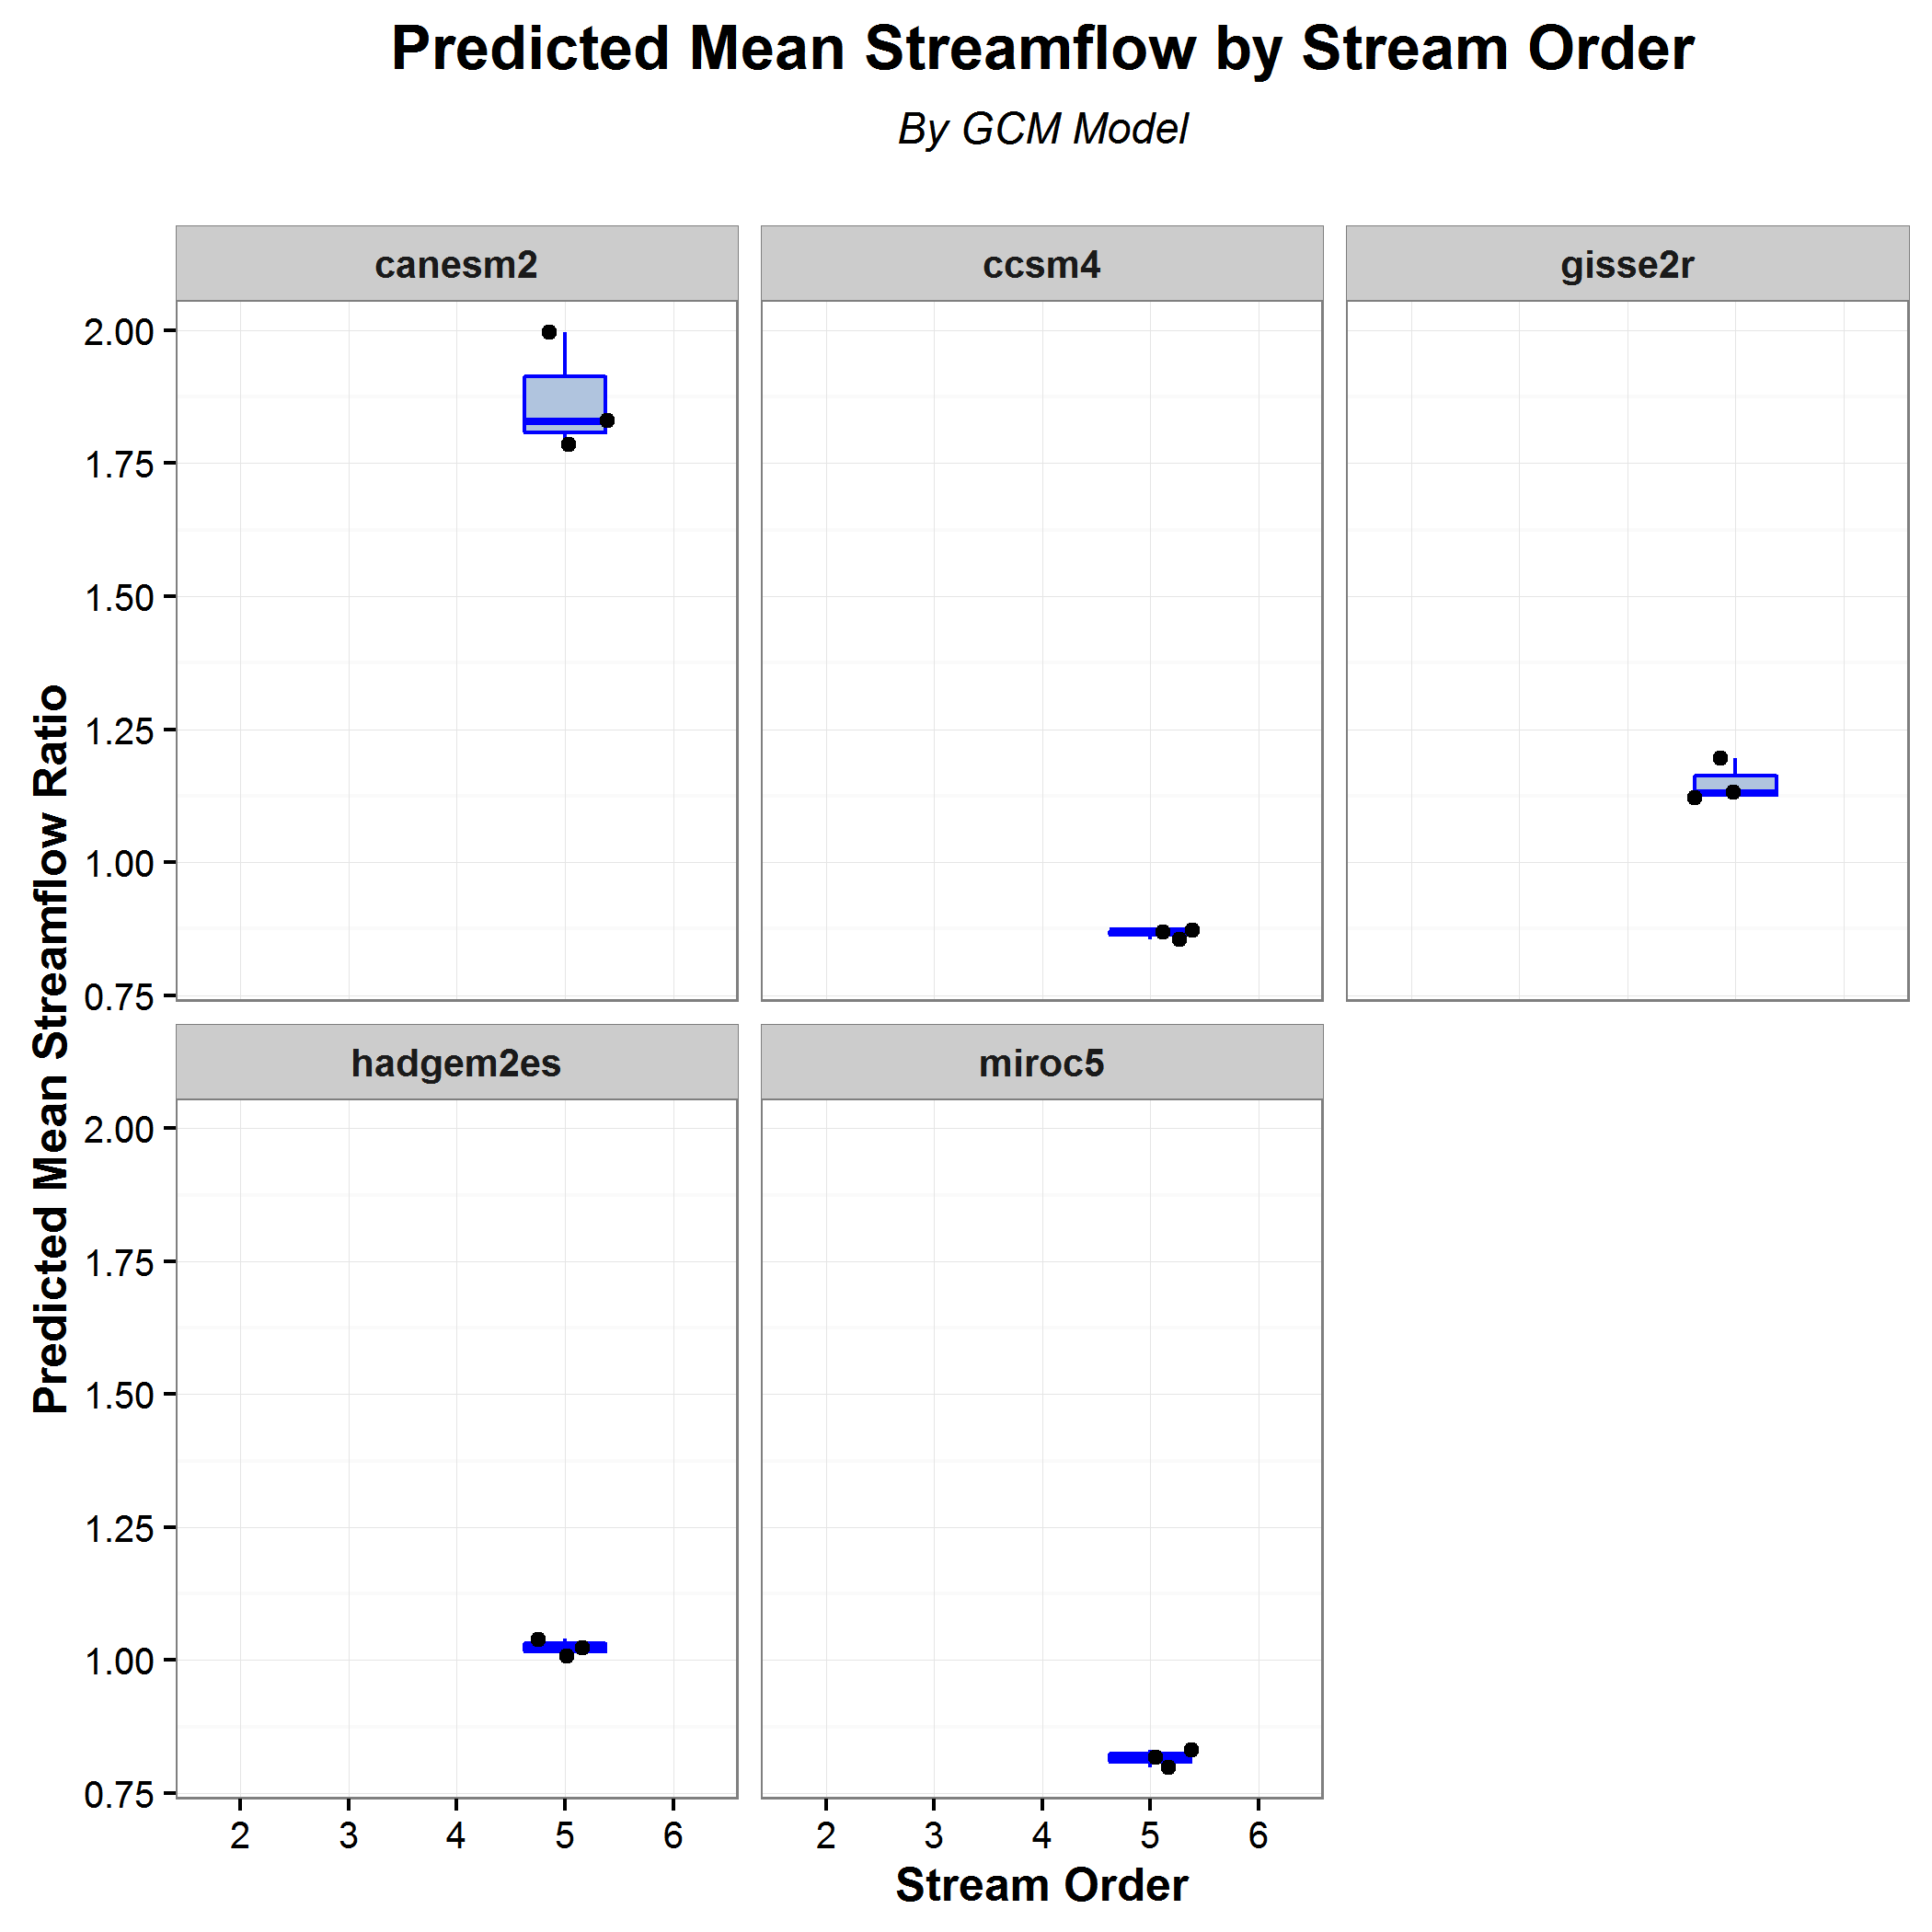 Predicted Mean Streamflow by Stream Order
By GCM Model
canesm2
ccsm4
gisse2r
2.00
1.75
1.50
1.25
1.00
0.75
Predicted Mean Streamflow Ratio
hadgem2es
miroc5
2.00
1.75
1.50
1.25
1.00
0.75
2 3 4 5 6
2 3 4 5 6
Stream Order